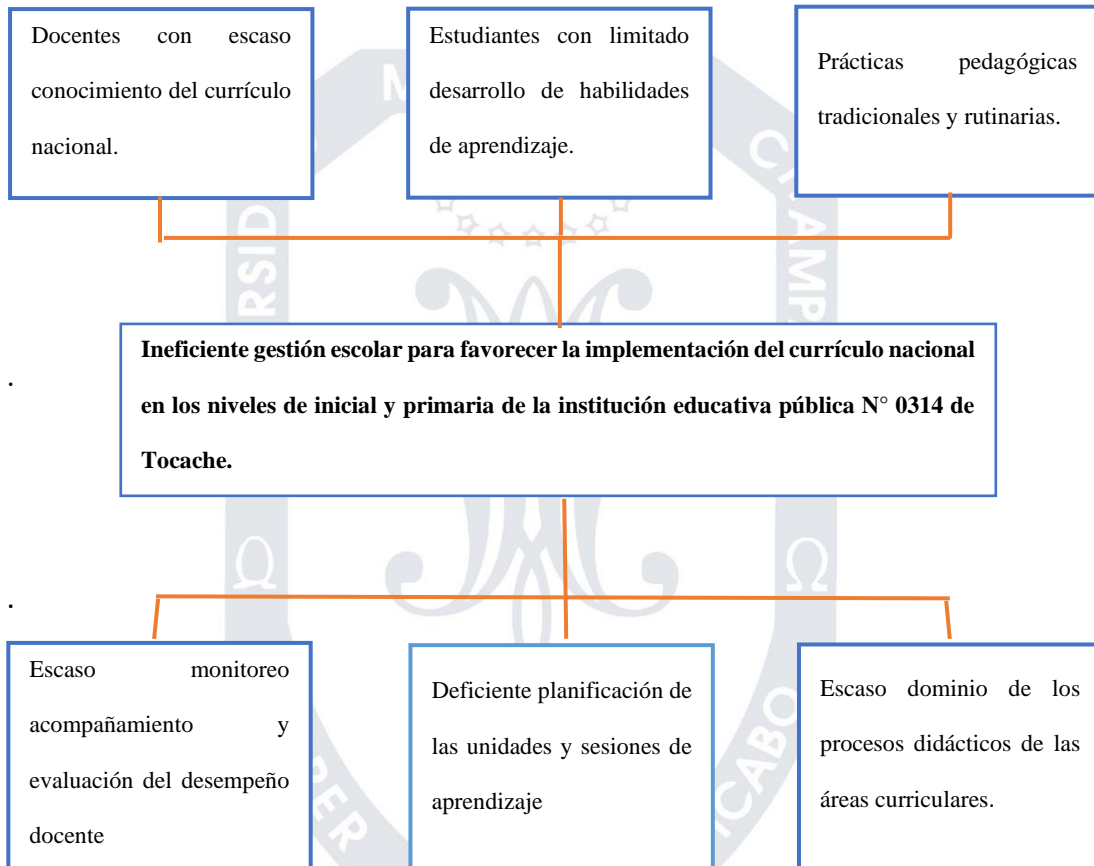 Docentes con escaso
conocimiento del currículo
nacional.
Estudiantes con limitado
desarrollo de habilidades
de aprendizaje.
Prácticas pedagógicas
tradicionales y rutinarias.
Ineficiente gestión escolar para favorecer la implementación del currículo nacional
en los niveles de inicial y primaria de la institución educativa pública N° 0314 de
Tocache.
.
.
Escaso monitoreo
acompañamiento y
evaluación del desempeño
docente
Deficiente planificación de
las unidades y sesiones de
aprendizaje
Escaso dominio de los
procesos didácticos de las
áreas curriculares.